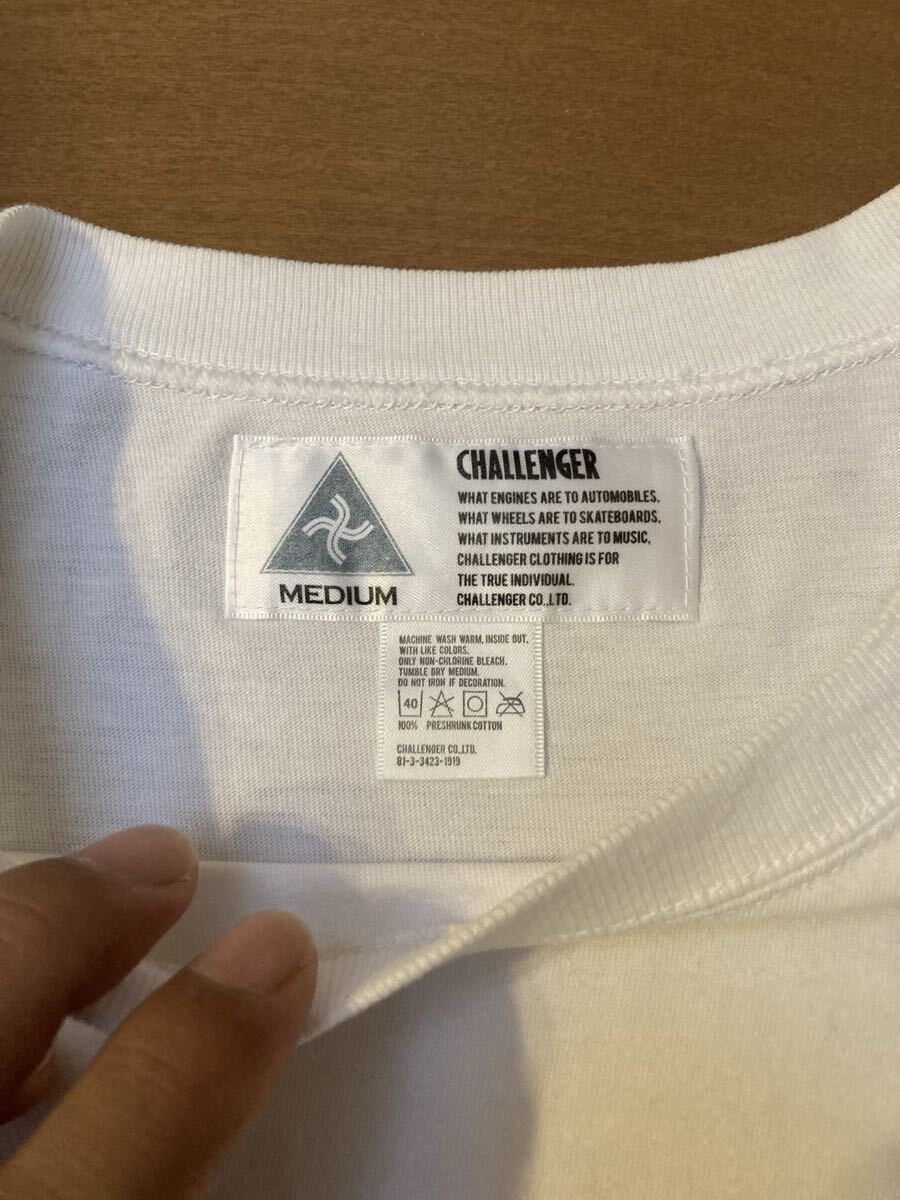 MEDIUM
CHALLENGER
WHAT ENGINES ARE TO AUTOMOBILES,
WHAT WHEELS ARE TO SKATEBOARDS,
WHAT INSTRUMENTS ARE TO MUSIC,
CHALLENGER CLOTHING IS FOR
THE TRUE INDIVIDUAL.
CHALLENGER CO.,LTD.
MACHINE WASH WARM, INSIDE OUT.
WITH LIKE COLORS.
ONLY NON-CHLORINE BLEACH.
TUMBLE DRY MEDIUM.
DO NOT IRON IF DECORATION.
40
100% PRESHRUNK COTTON
CHALLENGER CO.,LTD.
81-3-3423-1919